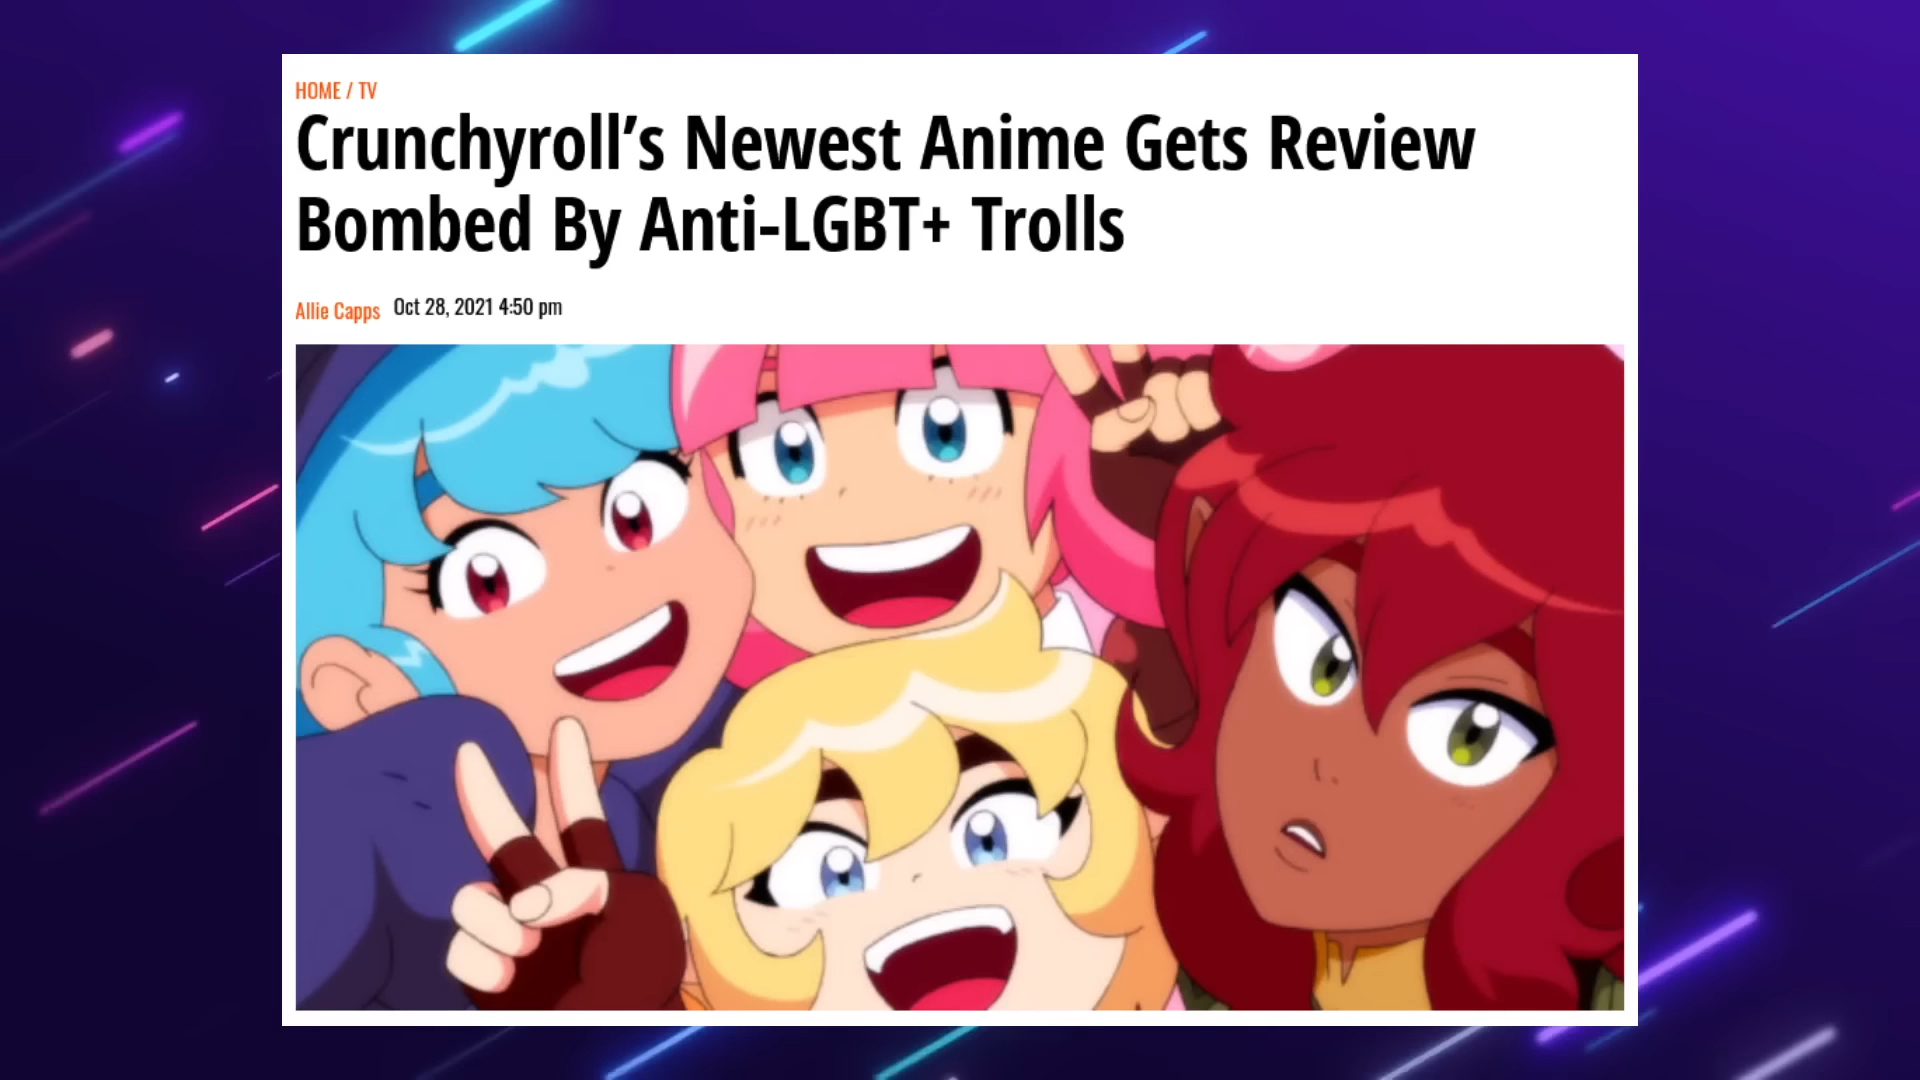 HOME / TV
Crunchyroll’s Newest Anime Gets Review
Bombed By Anti-LGBT+ Trolls
Allie Capps Oct 28, 2021 4:50 pm